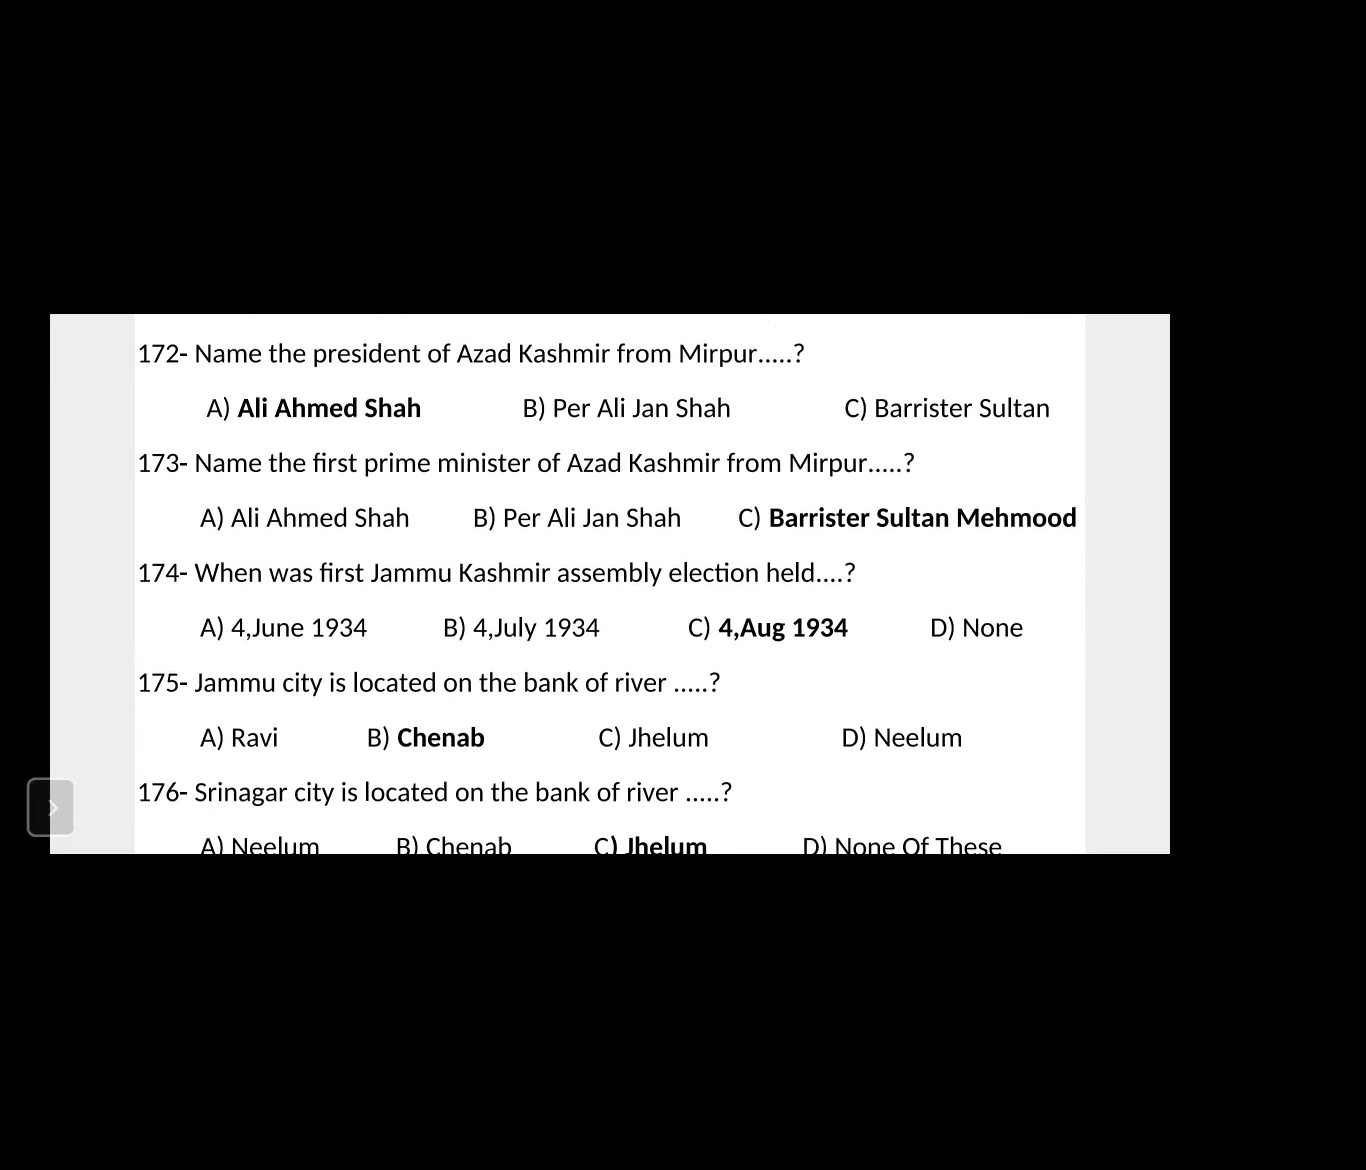 172- Name the president of Azad Kashmir from Mirpur.....?
A) Ali Ahmed Shah B) Per Ali Jan Shah C) Barrister Sultan
173- Name the first prime minister of Azad Kashmir from Mirpur.....?
A) Ali Ahmed Shah B) Per Ali Jan Shah C) Barrister Sultan Mehmood
174- When was first Jammu Kashmir assembly election held....?
A) 4,June 1934 B) 4,July 1934 C) 4,Aug 1934 D) None
175- Jammu city is located on the bank of river .....?
A) Ravi B) Chenab C) Jhelum D) Neelum
176- Srinagar city is located on the bank of river .....?
A) Neelum B) Chenab C) Jhelum D) None Of These